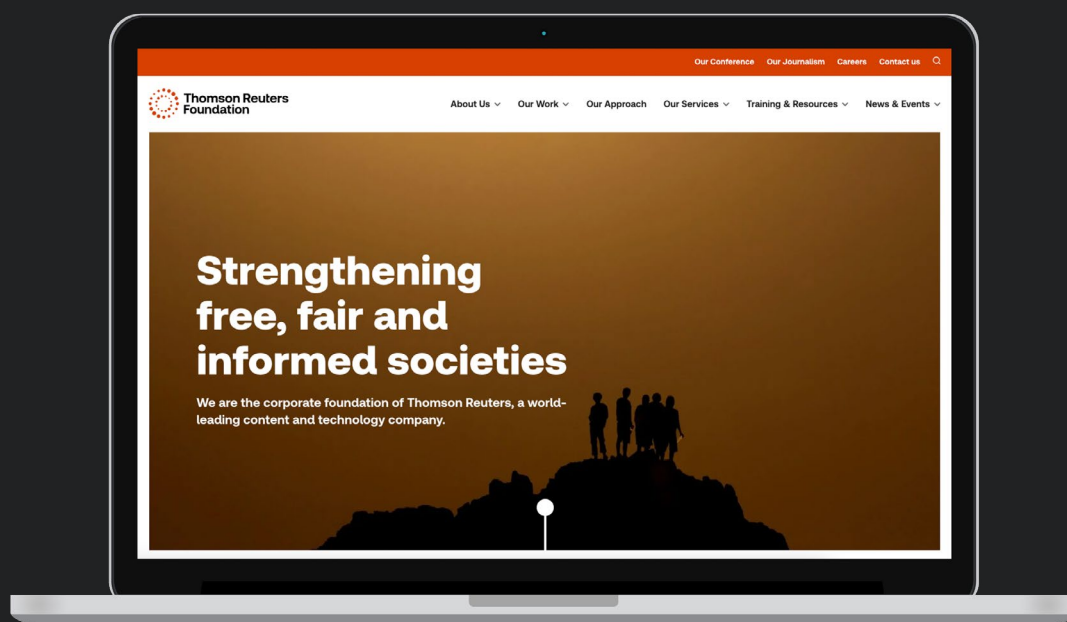 Our Conference Our Journalism Careers Contact us
Thomson Reuters
Foundation
About Us Our Work Our Approach Our Services Training & Resources News & Events
Strengthening
free, fair and
informed societies
We are the corporate foundation of Thomson Reuters, a world-
leading content and technology company.